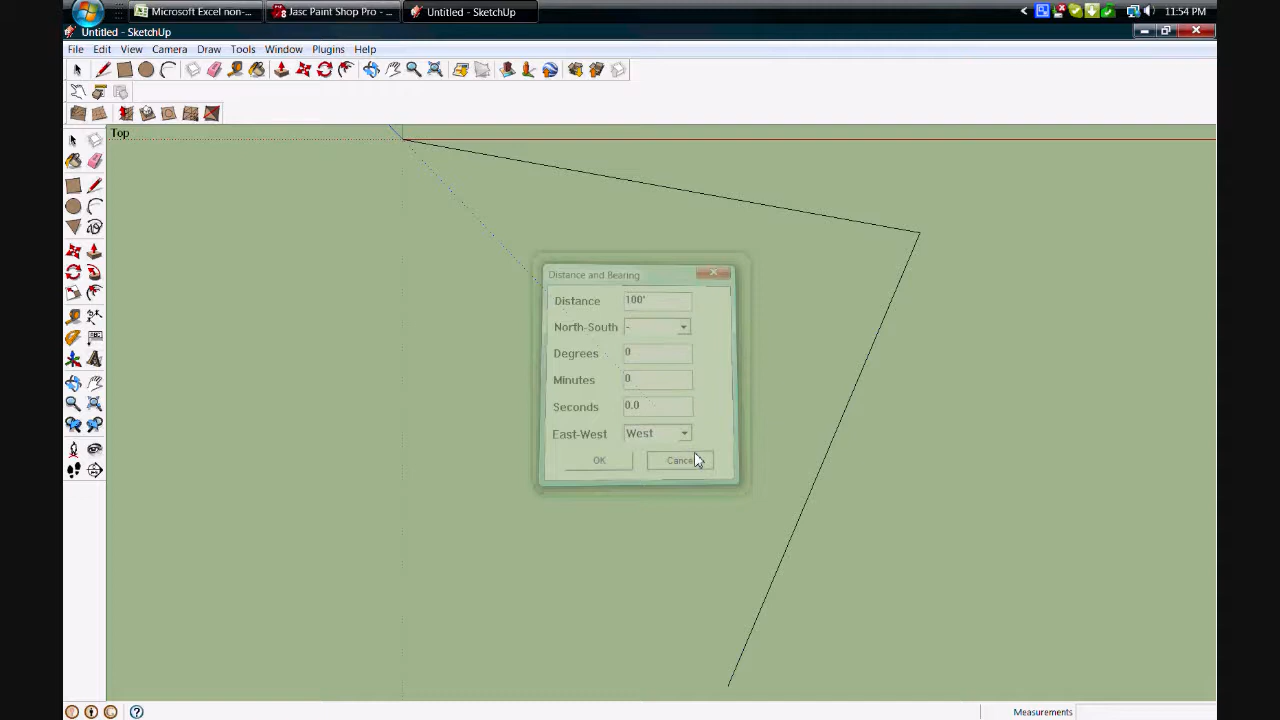 Microsoft Excel non-...
Jasc Paint Shop Pro - ...
Untitled - SketchUp
11:54 PM
Untitled - SketchUp
File Edit View Camera Draw Tools Window Plugins Help
Top
Distance and Bearing
Distance 100'
North-South -
Degrees 0
Minutes 0
Seconds 0.0
East-West West
OK Cancel
Measurements